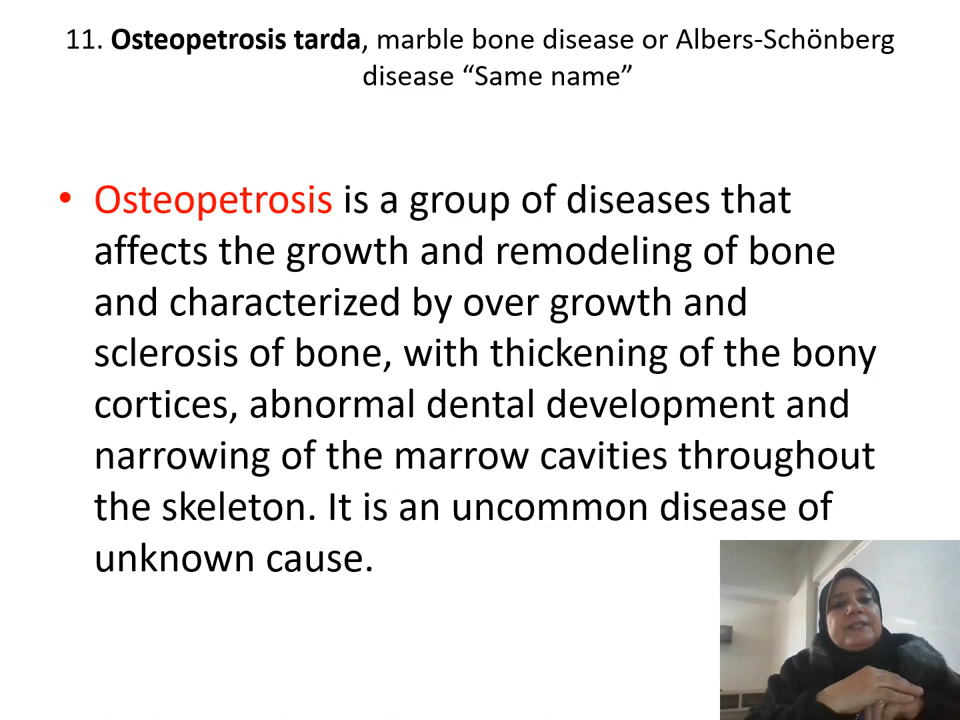 11. Osteopetrosis tarda, marble bone disease or Albers-Schönberg
disease “Same name”
• Osteopetrosis is a group of diseases that
affects the growth and remodeling of bone
and characterized by over growth and
sclerosis of bone, with thickening of the bony
cortices, abnormal dental development and
narrowing of the marrow cavities throughout
the skeleton. It is an uncommon disease of
unknown cause.